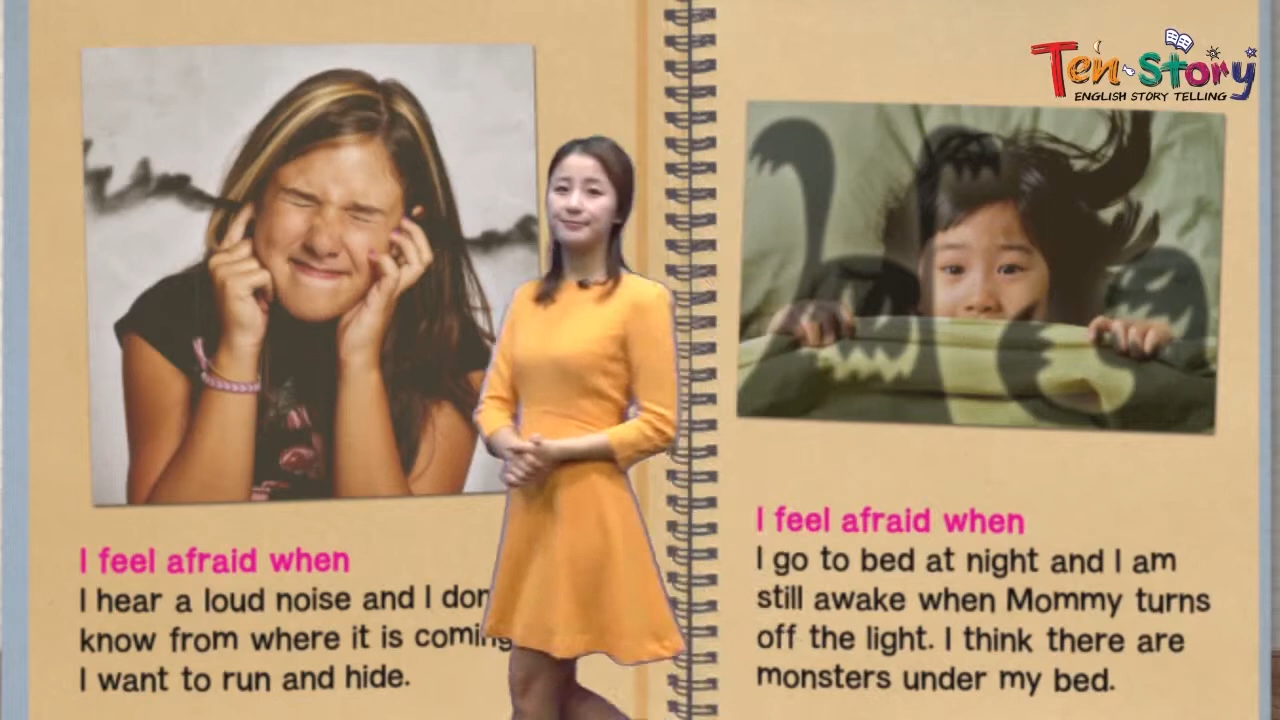 Ten Story
ENGLISH STORY TELLING
I feel afraid when
I hear a loud noise and I don
know from where it is coming
I want to run and hide.
I feel afraid when
I go to bed at night and I am
still awake when Mommy turns
off the light. I think there are
monsters under my bed.